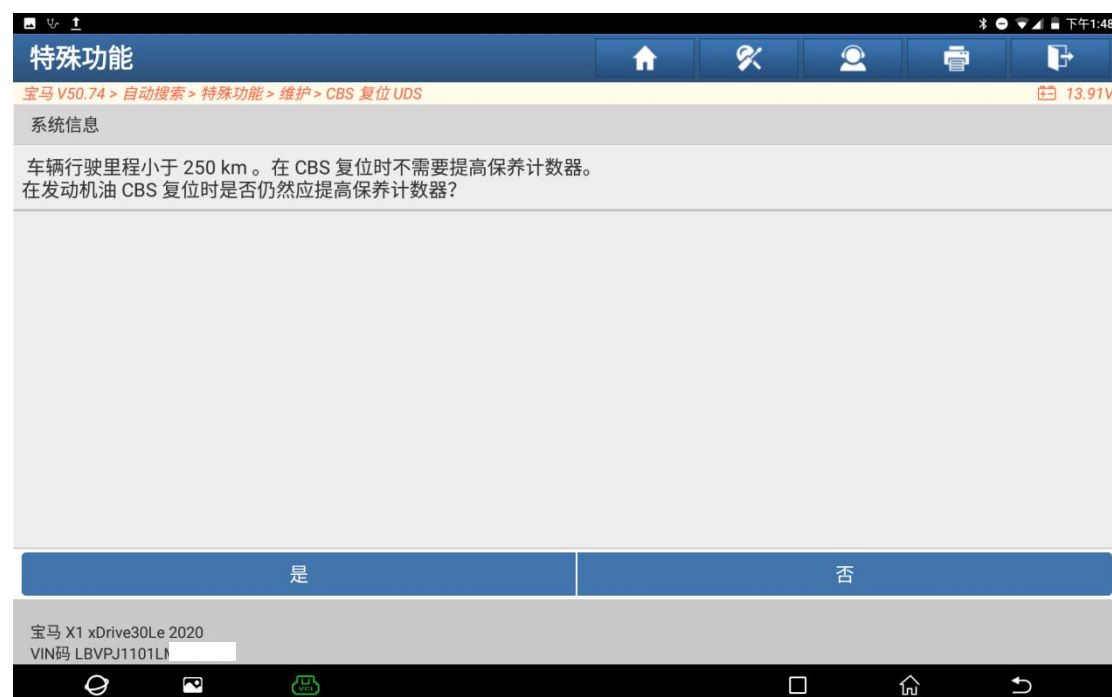 下午1:48
特殊功能
宝马 V50.74 > 自动搜索 > 特殊功能 > 维护 > CBS 复位 UDS
13.91V
系统信息
车辆行驶里程小于 250 km 。在 CBS 复位时不需要提高保养计数器。
在发动机油 CBS 复位时是否仍然应提高保养计数器?
是
否
宝马 X1 xDrive30Le 2020
VIN码 LBVPJ1101LM
VCI